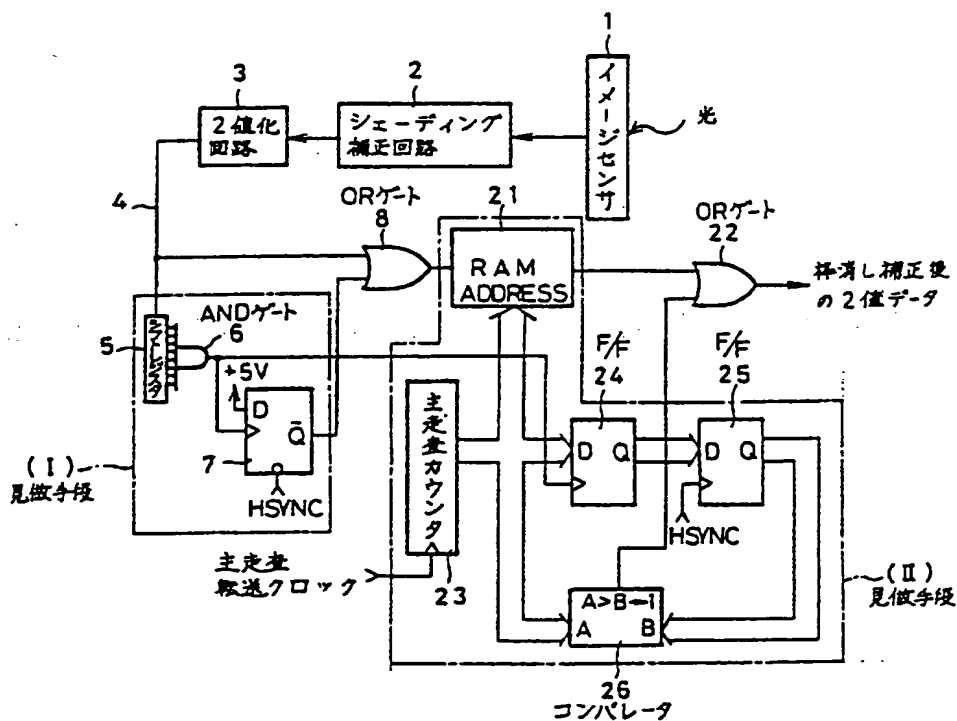 1
イメージセンサ
光
2
シェーディング
補正回路
3
2値化
回路
4
ORゲート
8
21
RAM
ADDRESS
ORゲート
22
枠消し補正後
の2値データ
ANDゲート
6
5
シフトレジスタ
+5V
D
Q̄
7
HSYNC
(I)
見做手段
主走査カウンタ
23
主走査
転送クロック
F/F
24
D Q
F/F
25
D Q
HSYNC
A>B→1
A B
26
コンパレータ
(II)
見做手段